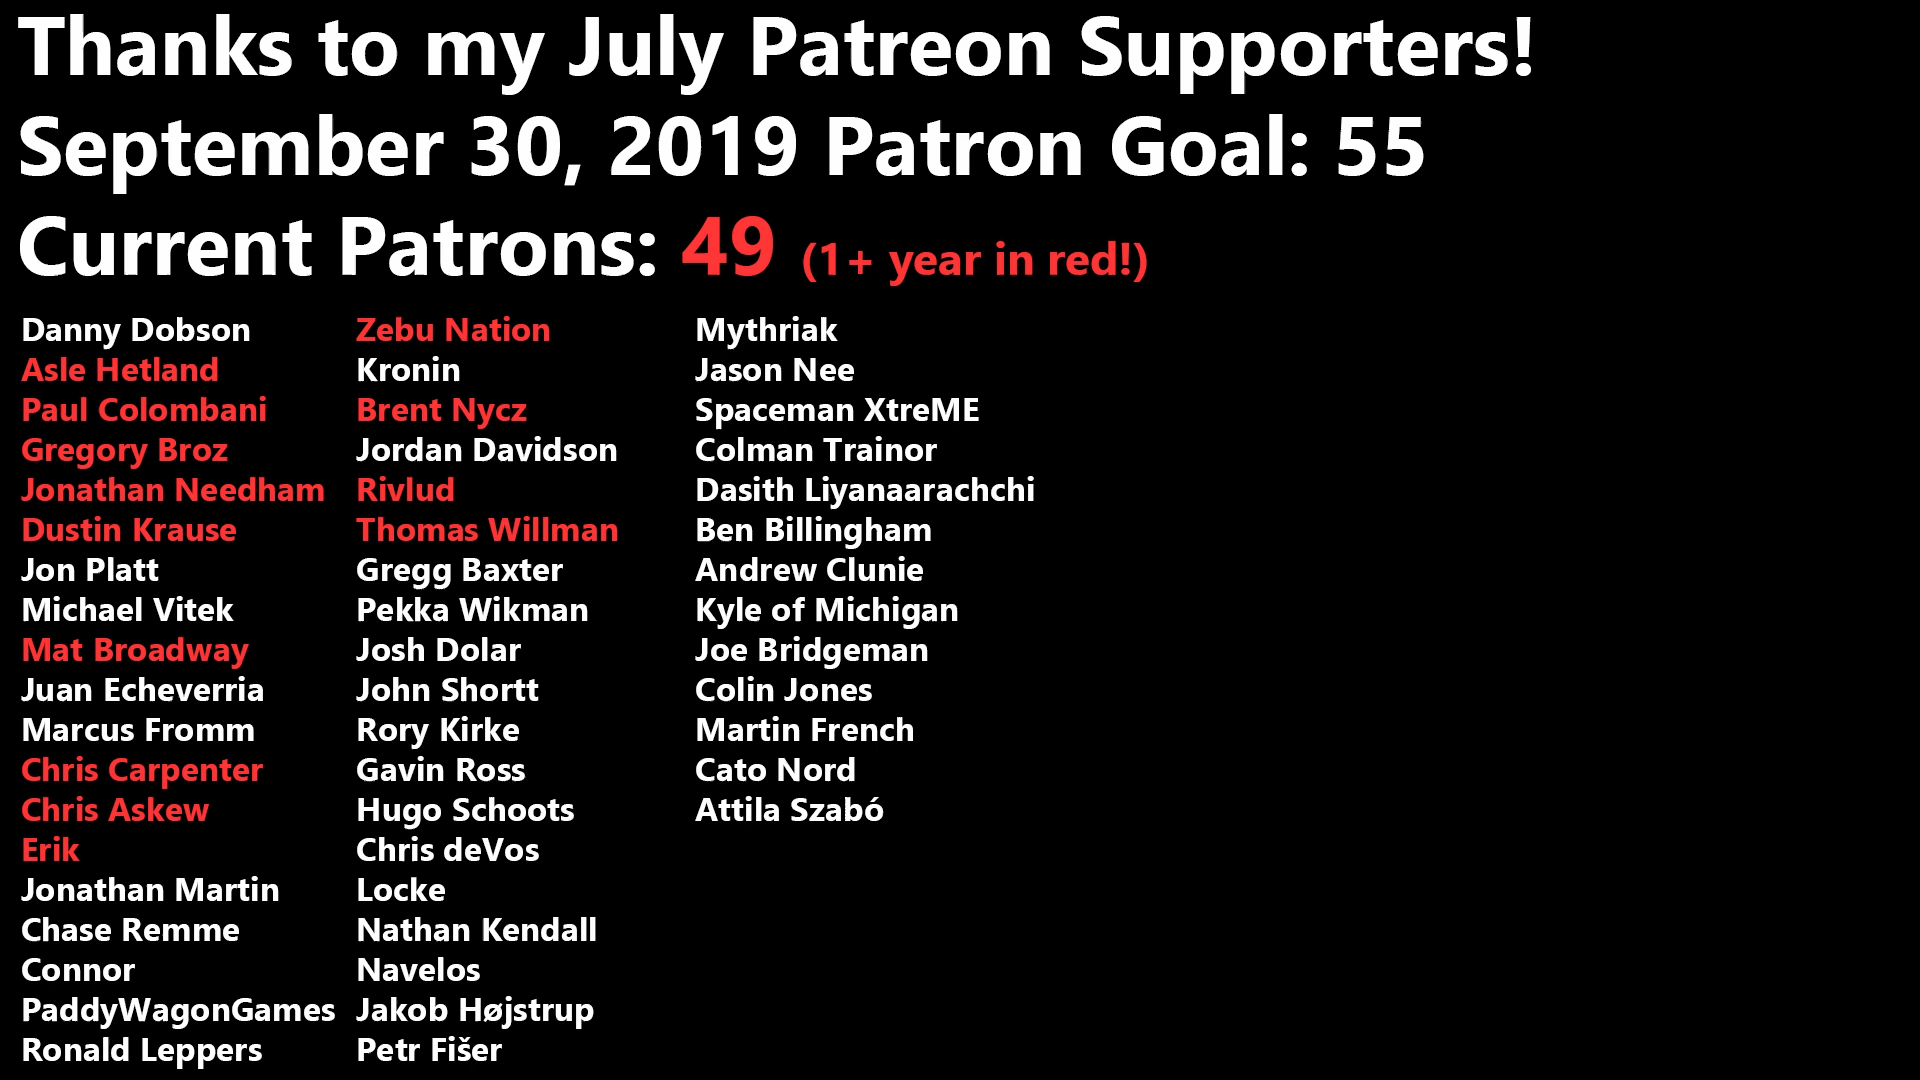 Thanks to my July Patreon Supporters!
September 30, 2019 Patron Goal: 55
Current Patrons: 49 (1+ year in red!)
Danny Dobson
Asle Hetland
Paul Colombani
Gregory Broz
Jonathan Needham
Dustin Krause
Jon Platt
Michael Vitek
Mat Broadway
Juan Echeverria
Marcus Fromm
Chris Carpenter
Chris Askew
Erik
Jonathan Martin
Chase Remme
Connor
PaddyWagonGames
Ronald Leppers
Zebu Nation
Kronin
Brent Nycz
Jordan Davidson
Rivlud
Thomas Willman
Gregg Baxter
Pekka Wikman
Josh Dolar
John Shortt
Rory Kirke
Gavin Ross
Hugo Schoots
Chris deVos
Locke
Nathan Kendall
Navelos
Jakob Højstrup
Petr Fišer
Mythriak
Jason Nee
Spaceman XtreME
Colman Trainor
Dasith Liyanaarachchi
Ben Billingham
Andrew Clunie
Kyle of Michigan
Joe Bridgeman
Colin Jones
Martin French
Cato Nord
Attila Szabó